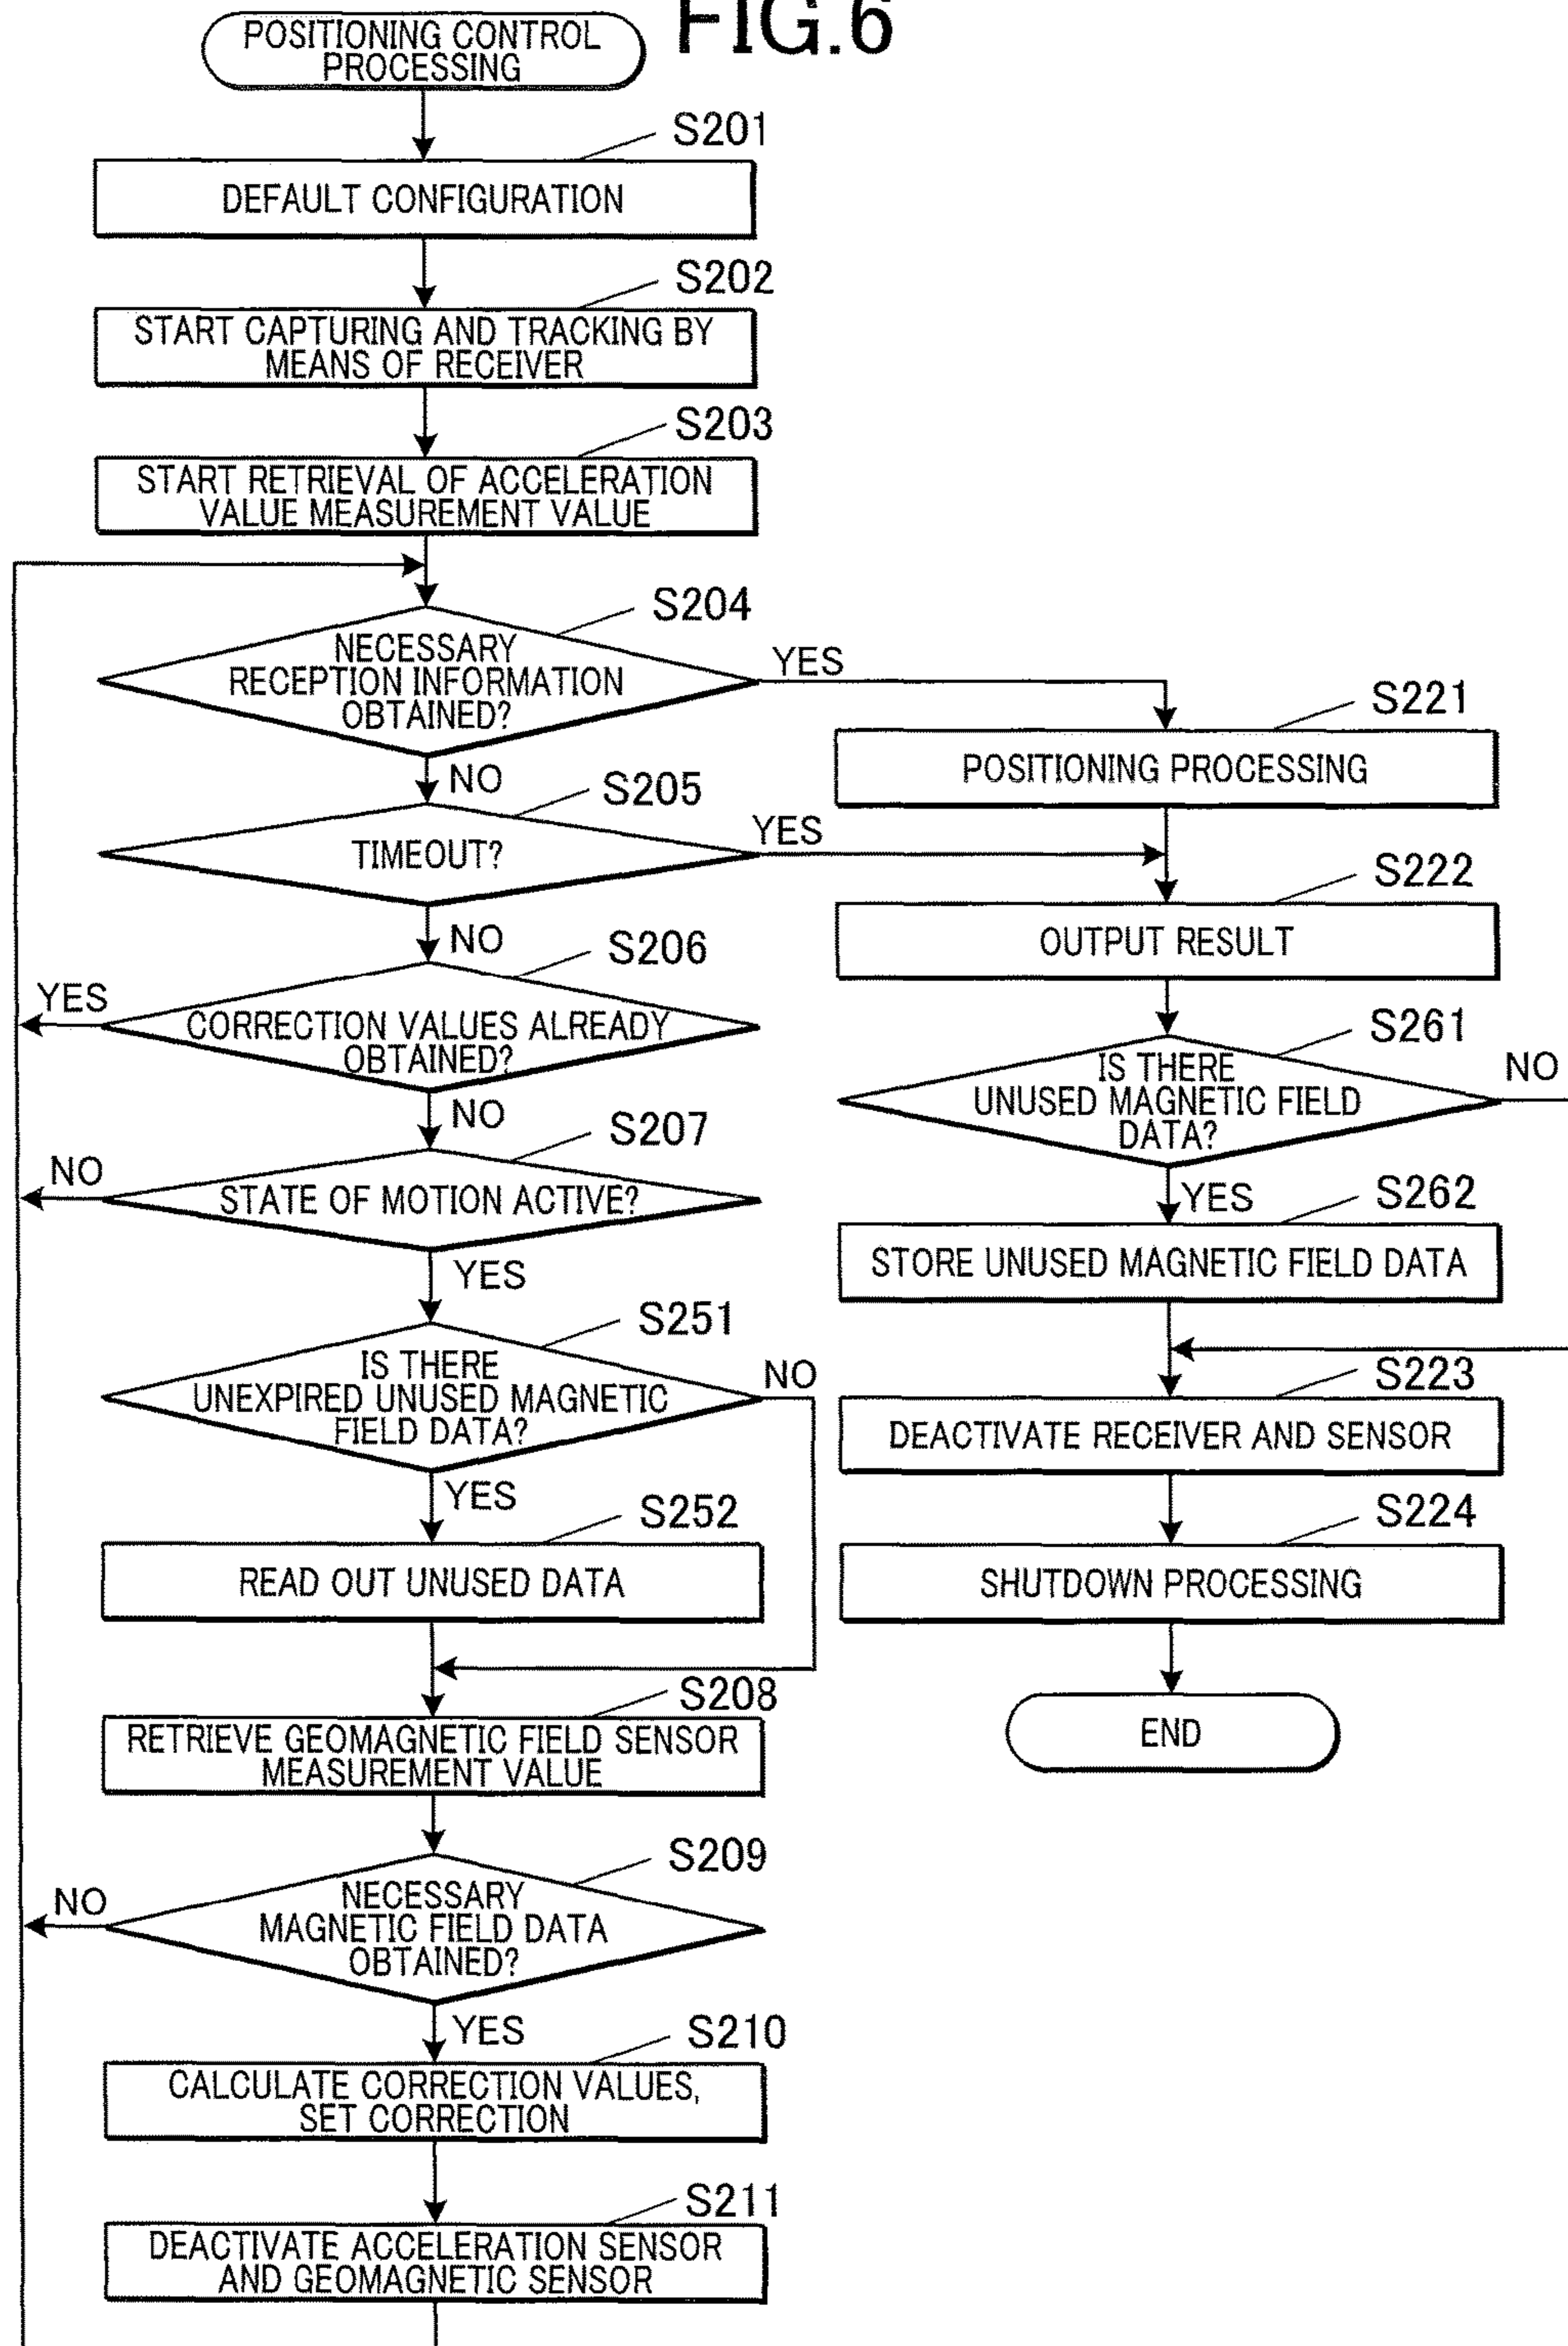 FIG.6
POSITIONING CONTROL
PROCESSING
S201
DEFAULT CONFIGURATION
S202
START CAPTURING AND TRACKING BY
MEANS OF RECEIVER
S203
START RETRIEVAL OF ACCELERATION
VALUE MEASUREMENT VALUE
S204
NECESSARY
RECEPTION INFORMATION
OBTAINED?
YES
NO
S205
TIMEOUT?
YES
NO
S206
CORRECTION VALUES ALREADY
OBTAINED?
YES
NO
S207
STATE OF MOTION ACTIVE?
NO
YES
S251
IS THERE
UNEXPIRED UNUSED MAGNETIC
FIELD DATA?
NO
YES
S252
READ OUT UNUSED DATA
S208
RETRIEVE GEOMAGNETIC FIELD SENSOR
MEASUREMENT VALUE
S209
NECESSARY
MAGNETIC FIELD DATA
OBTAINED?
NO
YES
S210
CALCULATE CORRECTION VALUES,
SET CORRECTION
S211
DEACTIVATE ACCELERATION SENSOR
AND GEOMAGNETIC SENSOR
S221
POSITIONING PROCESSING
S222
OUTPUT RESULT
S261
IS THERE
UNUSED MAGNETIC FIELD
DATA?
NO
YES
S262
STORE UNUSED MAGNETIC FIELD DATA
S223
DEACTIVATE RECEIVER AND SENSOR
S224
SHUTDOWN PROCESSING
END